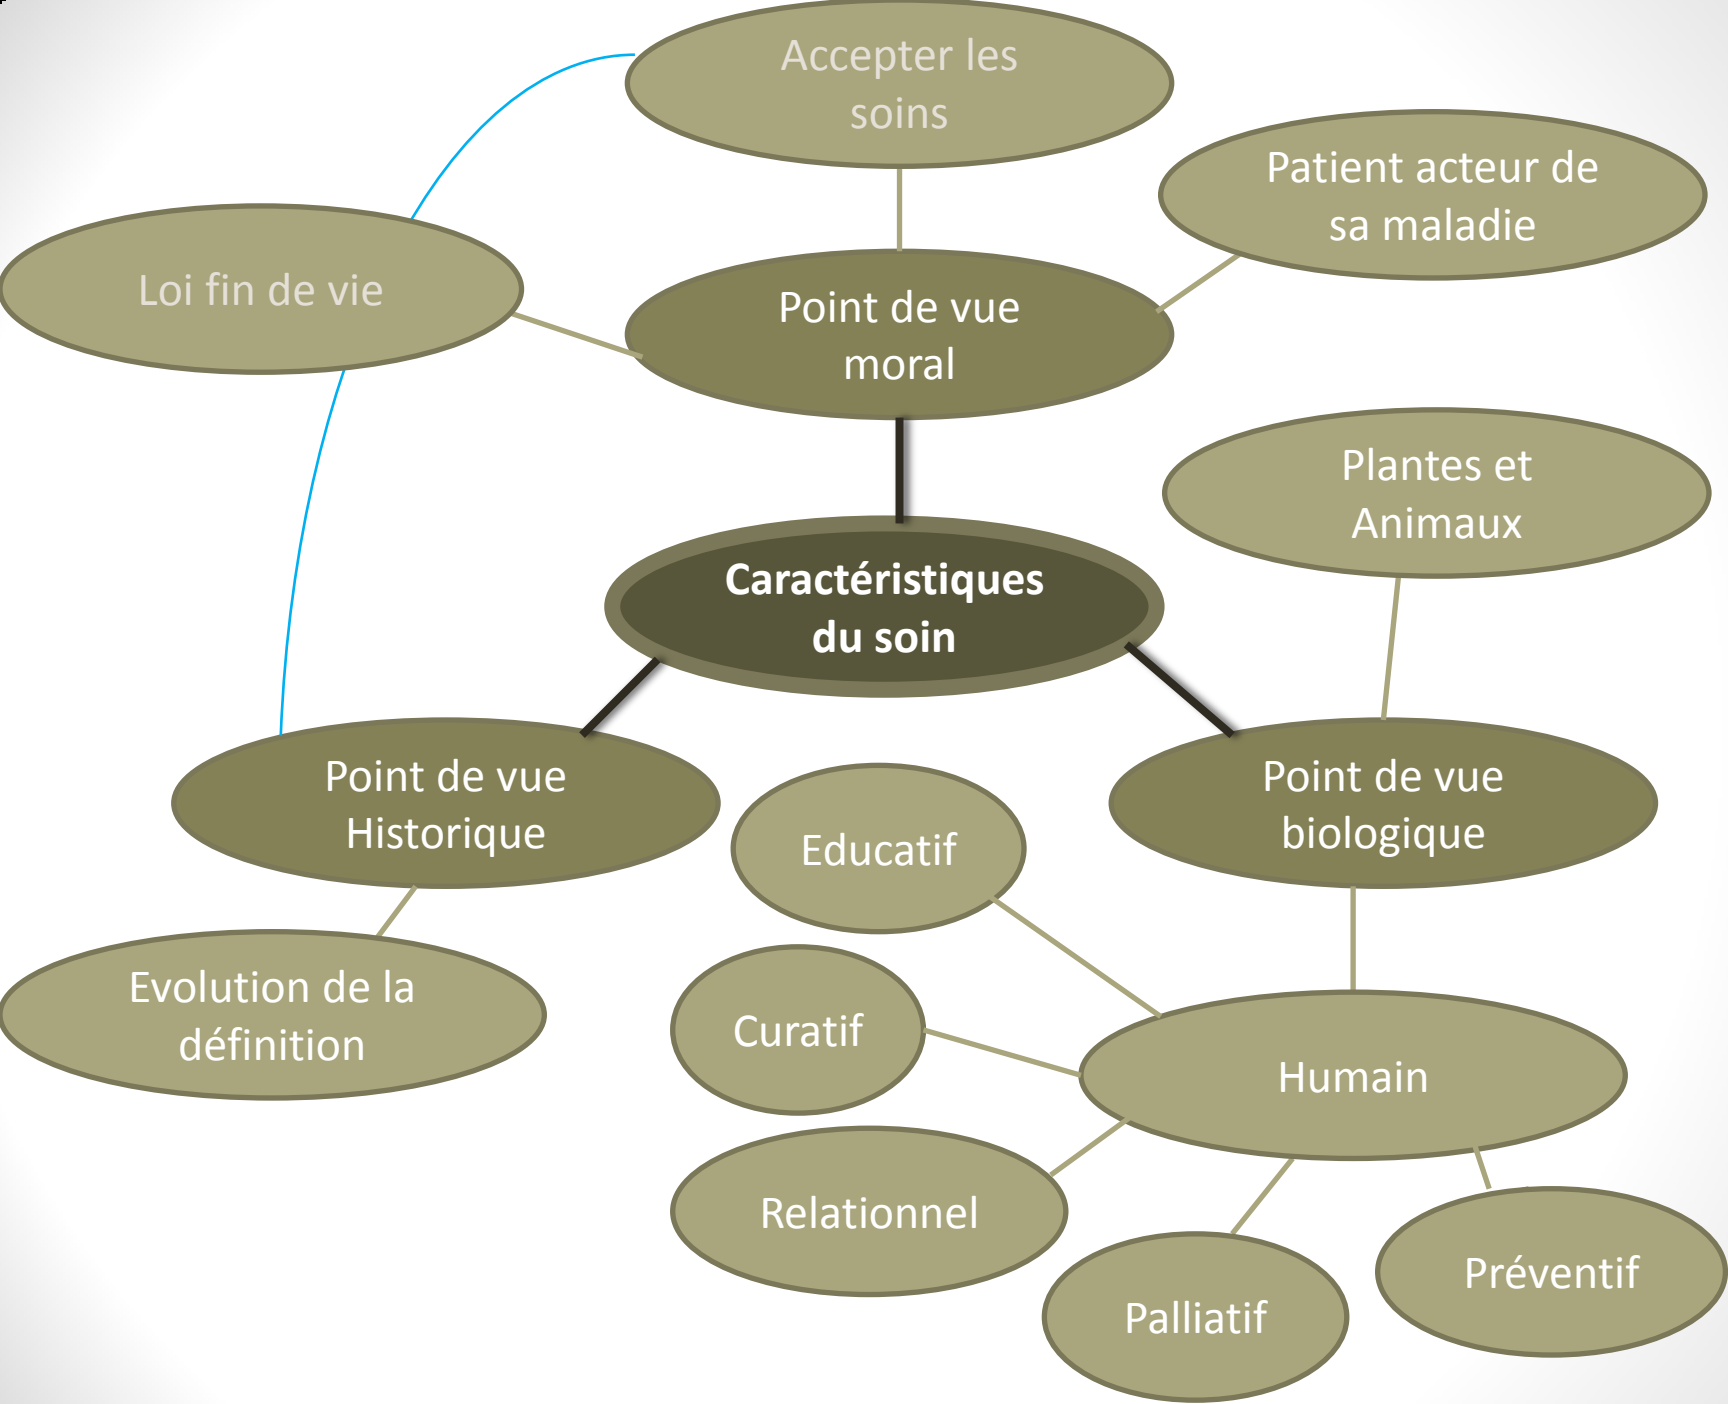 Accepter les
soins
Patient acteur de
sa maladie
Loi fin de vie
Point de vue
moral
Plantes et
Animaux
Caractéristiques
du soin
Point de vue
Historique
Point de vue
biologique
Educatif
Evolution de la
définition
Curatif
Humain
Relationnel
Préventif
Palliatif